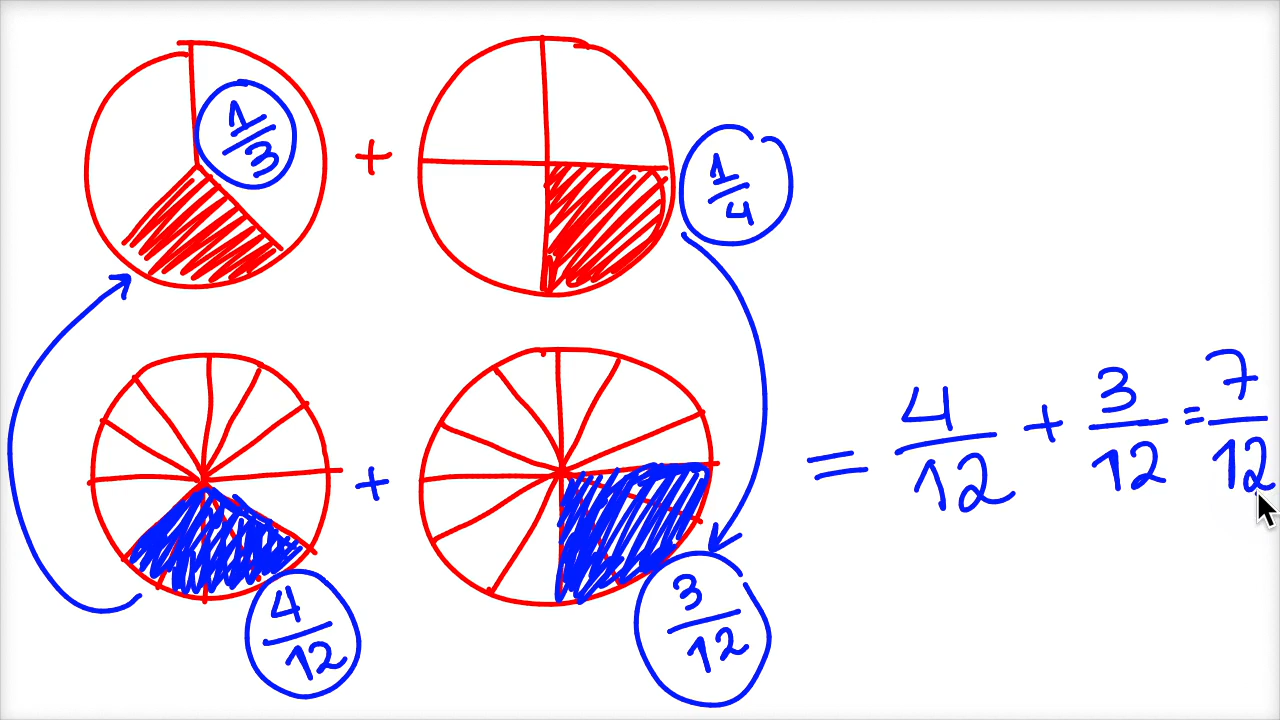 1/3 + 1/4
4/12 + 3/12 = 4/12 + 3/12 = 7/12